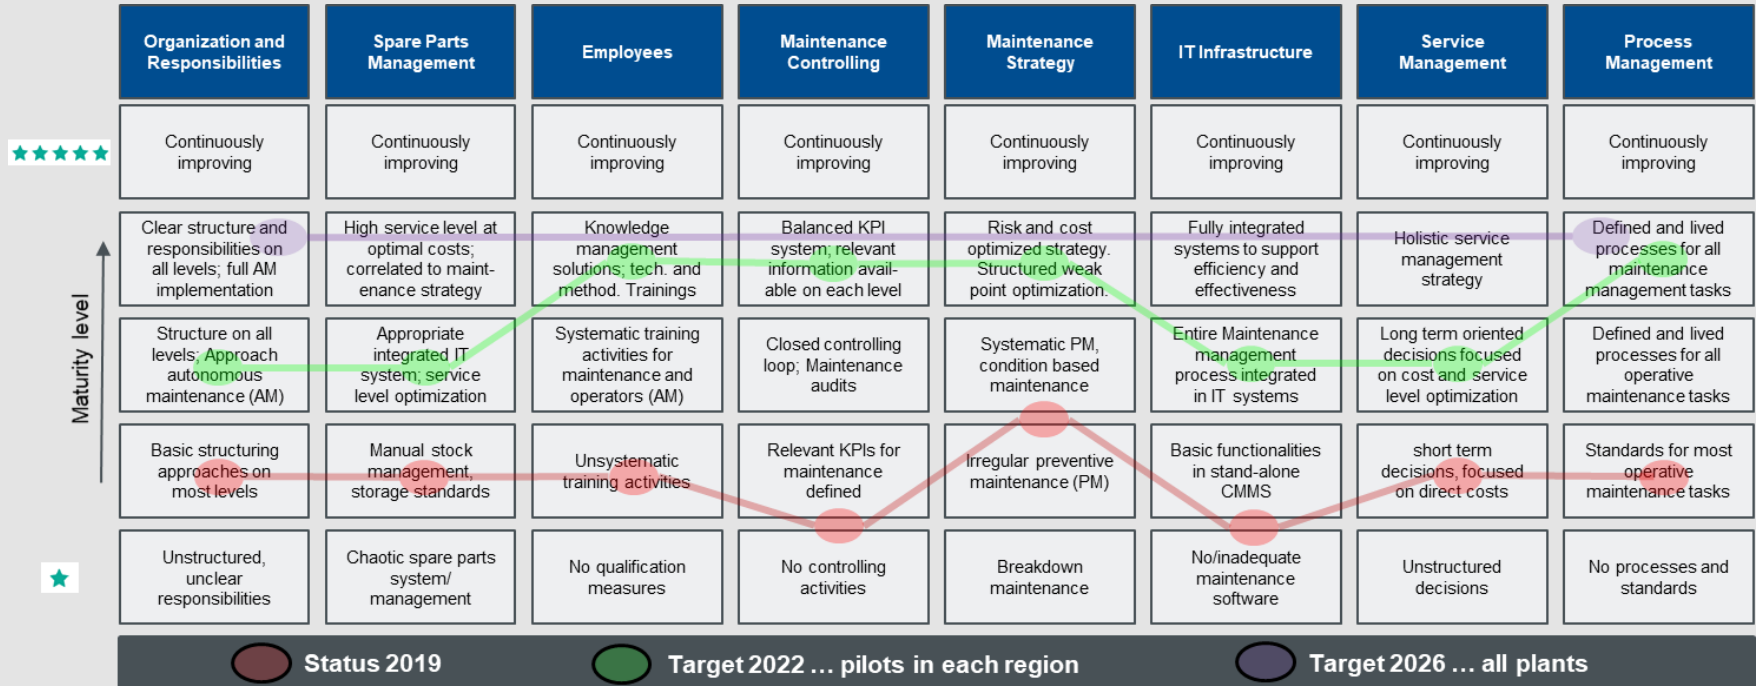 Organization and
Responsibilities
Spare Parts
Management
Employees
Maintenance
Controlling
Maintenance
Strategy
IT Infrastructure
Service
Management
Process
Management
Continuously
improving
Continuously
improving
Continuously
improving
Continuously
improving
Continuously
improving
Continuously
improving
Continuously
improving
Continuously
improving
Maturity level
Clear structure and
responsibilities on
all levels; full AM
implementation
High service level at
optimal costs;
correlated to maint-
enance strategy
Knowledge
management
solutions; tech. and
method. Trainings
Balanced KPI
system; relevant
information avail-
able on each level
Risk and cost
optimized strategy.
Structured weak
point optimization.
Fully integrated
systems to support
efficiency and
effectiveness
Holistic service
management
strategy
Defined and lived
processes for all
maintenance
management tasks
Structure on all
levels; Approach
autonomous
maintenance (AM)
Appropriate
integrated IT
system; service
level optimization
Systematic training
activities for
maintenance and
operators (AM)
Closed controlling
loop; Maintenance
audits
Systematic PM,
condition based
maintenance
Entire Maintenance
management
process integrated
in IT systems
Long term oriented
decisions focused
on cost and service
level optimization
Defined and lived
processes for all
operative
maintenance tasks
Basic structuring
approaches on
most levels
Manual stock
management,
storage standards
Unsystematic
training activities
Relevant KPIs for
maintenance
defined
Irregular preventive
maintenance (PM)
Basic functionalities
in stand-alone
CMMS
short term
decisions, focused
on direct costs
Standards for most
operative
maintenance tasks
Unstructured,
unclear
responsibilities
Chaotic spare parts
system/
management
No qualification
measures
No controlling
activities
Breakdown
maintenance
No/inadequate
maintenance
software
Unstructured
decisions
No processes and
standards
Status 2019
Target 2022 ... pilots in each region
Target 2026 ... all plants